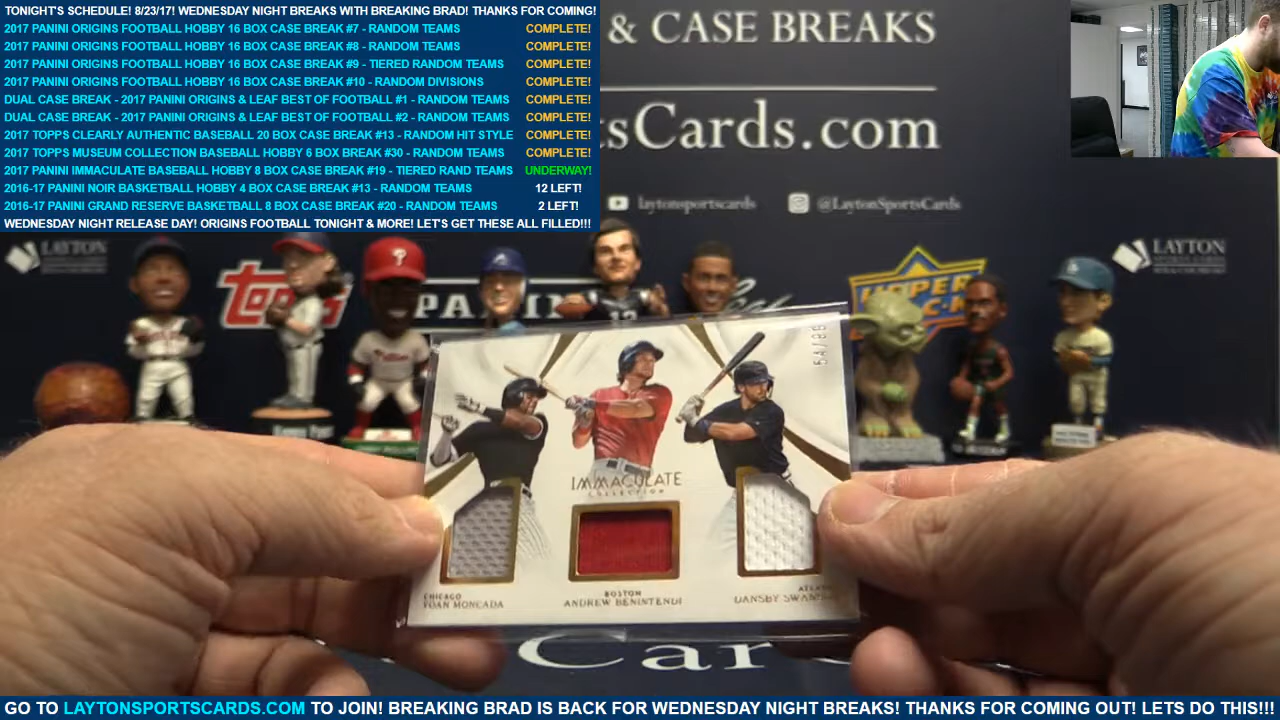 TONIGHT'S SCHEDULE! 8/23/17! WEDNESDAY NIGHT BREAKS WITH BREAKING BRAD! THANKS FOR COMING!
2017 PANINI ORIGINS FOOTBALL HOBBY 16 BOX CASE BREAK #7 - RANDOM TEAMS COMPLETE!
2017 PANINI ORIGINS FOOTBALL HOBBY 16 BOX CASE BREAK #8 - RANDOM TEAMS COMPLETE!
2017 PANINI ORIGINS FOOTBALL HOBBY 16 BOX CASE BREAK #9 - TIERED RANDOM TEAMS COMPLETE!
2017 PANINI ORIGINS FOOTBALL HOBBY 16 BOX CASE BREAK #10 - RANDOM DIVISIONS COMPLETE!
DUAL CASE BREAK - 2017 PANINI ORIGINS & LEAF BEST OF FOOTBALL #1 - RANDOM TEAMS COMPLETE!
DUAL CASE BREAK - 2017 PANINI ORIGINS & LEAF BEST OF FOOTBALL #2 - RANDOM TEAMS COMPLETE!
2017 TOPPS CLEARLY AUTHENTIC BASEBALL 20 BOX CASE BREAK #13 - RANDOM HIT STYLE COMPLETE!
2017 TOPPS MUSEUM COLLECTION BASEBALL HOBBY 6 BOX BREAK #30 - RANDOM TEAMS COMPLETE!
2017 PANINI IMMACULATE BASEBALL HOBBY 8 BOX CASE BREAK #19 - TIERED RAND TEAMS UNDERWAY!
2016-17 PANINI NOIR BASKETBALL HOBBY 4 BOX CASE BREAK #13 - RANDOM TEAMS 12 LEFT!
2016-17 PANINI GRAND RESERVE BASKETBALL 8 BOX CASE BREAK #20 - RANDOM TEAMS 2 LEFT!
WEDNESDAY NIGHT RELEASE DAY! ORIGINS FOOTBALL TONIGHT & MORE! LET'S GET THESE ALL FILLED!!!
& CASE BREAKS
tsCards.com
laytonsportscards @LaytonSportsCards
LAYTON
LAYTON
topps
PANINI
UPPER
IMMACULATE
COLLECTION
CHICAGO
YOAN MONCADA
BOSTON
ANDREW BENINTENDI
DANSBY
Car
GO TO LAYTONSPORTSCARDS.COM TO JOIN! BREAKING BRAD IS BACK FOR WEDNESDAY NIGHT BREAKS! THANKS FOR COMING OUT! LETS DO THIS!!!